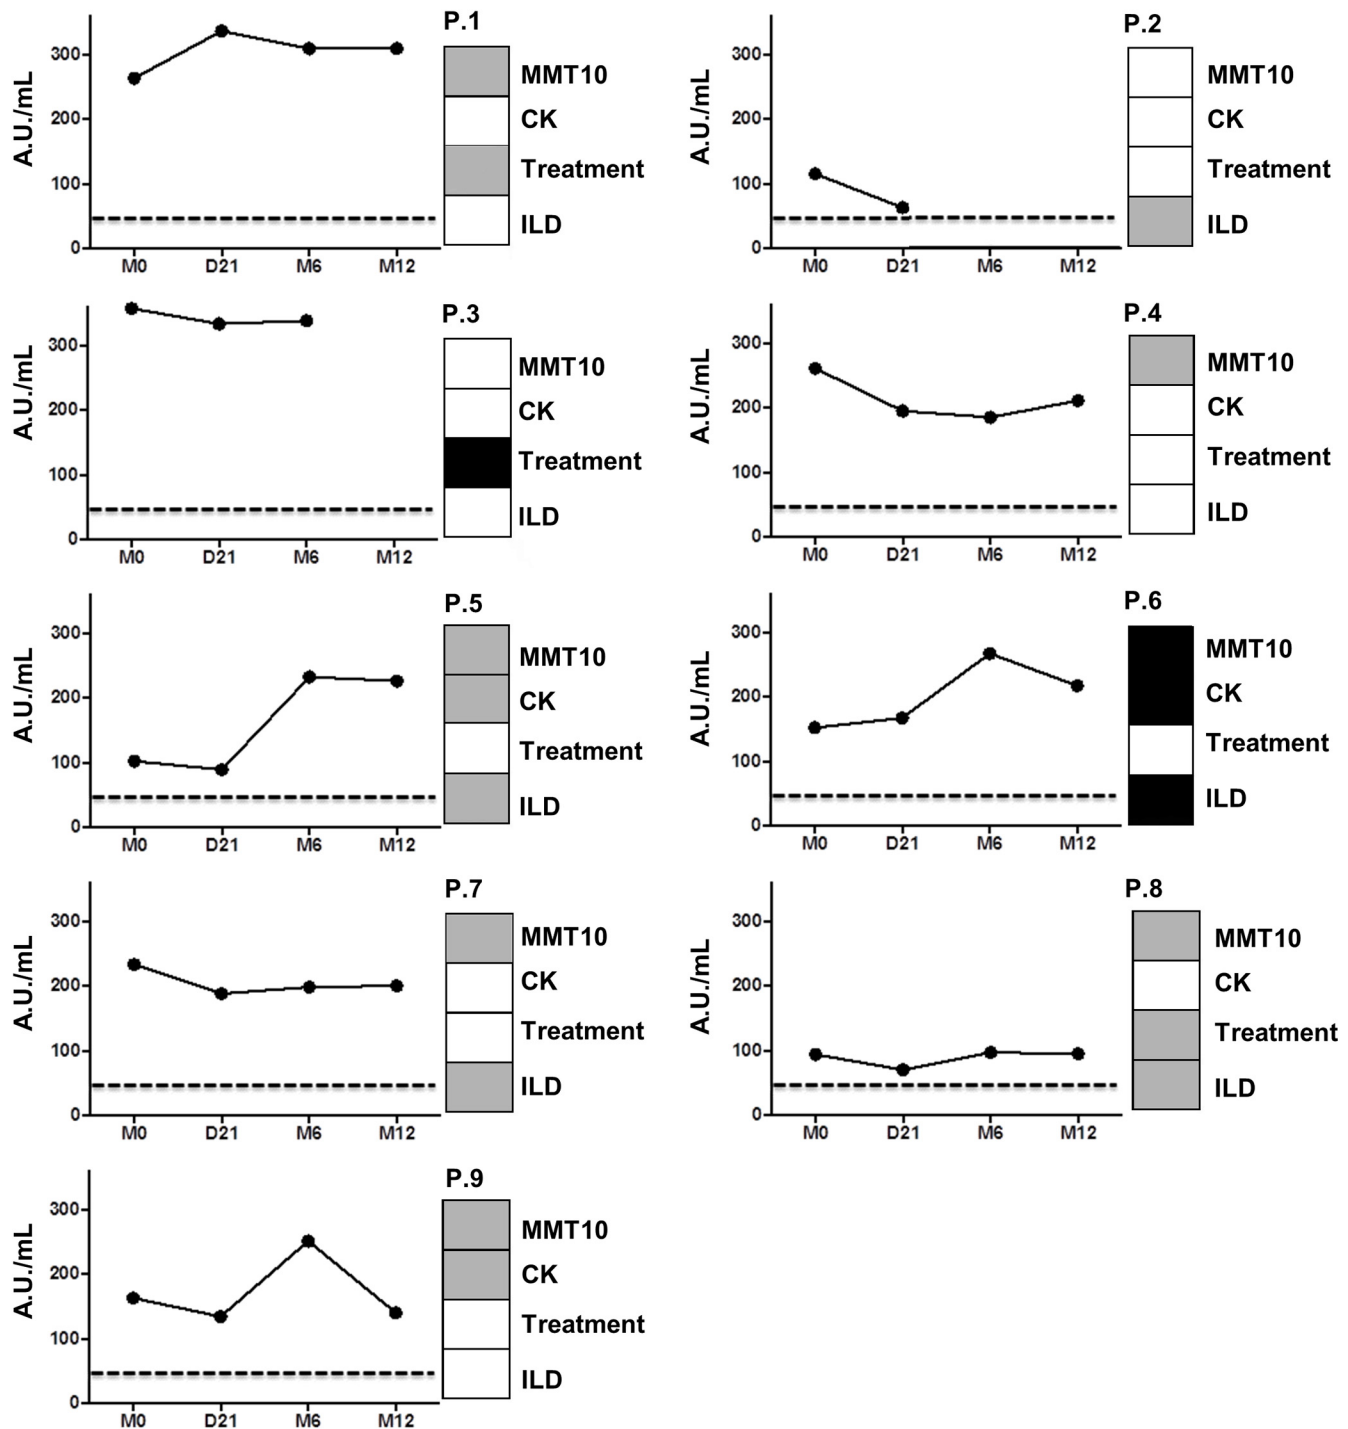 P.1
A.U./mL
300
200
100
0
M0 D21 M6 M12
MMT10
CK
Treatment
ILD
P.2
A.U./mL
300
200
100
0
M0 D21 M6 M12
MMT10
CK
Treatment
ILD
P.3
A.U./mL
300
200
100
0
M0 D21 M6 M12
MMT10
CK
Treatment
ILD
P.4
A.U./mL
300
200
100
0
M0 D21 M6 M12
MMT10
CK
Treatment
ILD
P.5
A.U./mL
300
200
100
0
M0 D21 M6 M12
MMT10
CK
Treatment
ILD
P.6
A.U./mL
300
200
100
0
M0 D21 M6 M12
MMT10
CK
Treatment
ILD
P.7
A.U./mL
300
200
100
0
M0 D21 M6 M12
MMT10
CK
Treatment
ILD
P.8
A.U./mL
300
200
100
0
M0 D21 M6 M12
MMT10
CK
Treatment
ILD
P.9
A.U./mL
300
200
100
0
M0 D21 M6 M12
MMT10
CK
Treatment
ILD